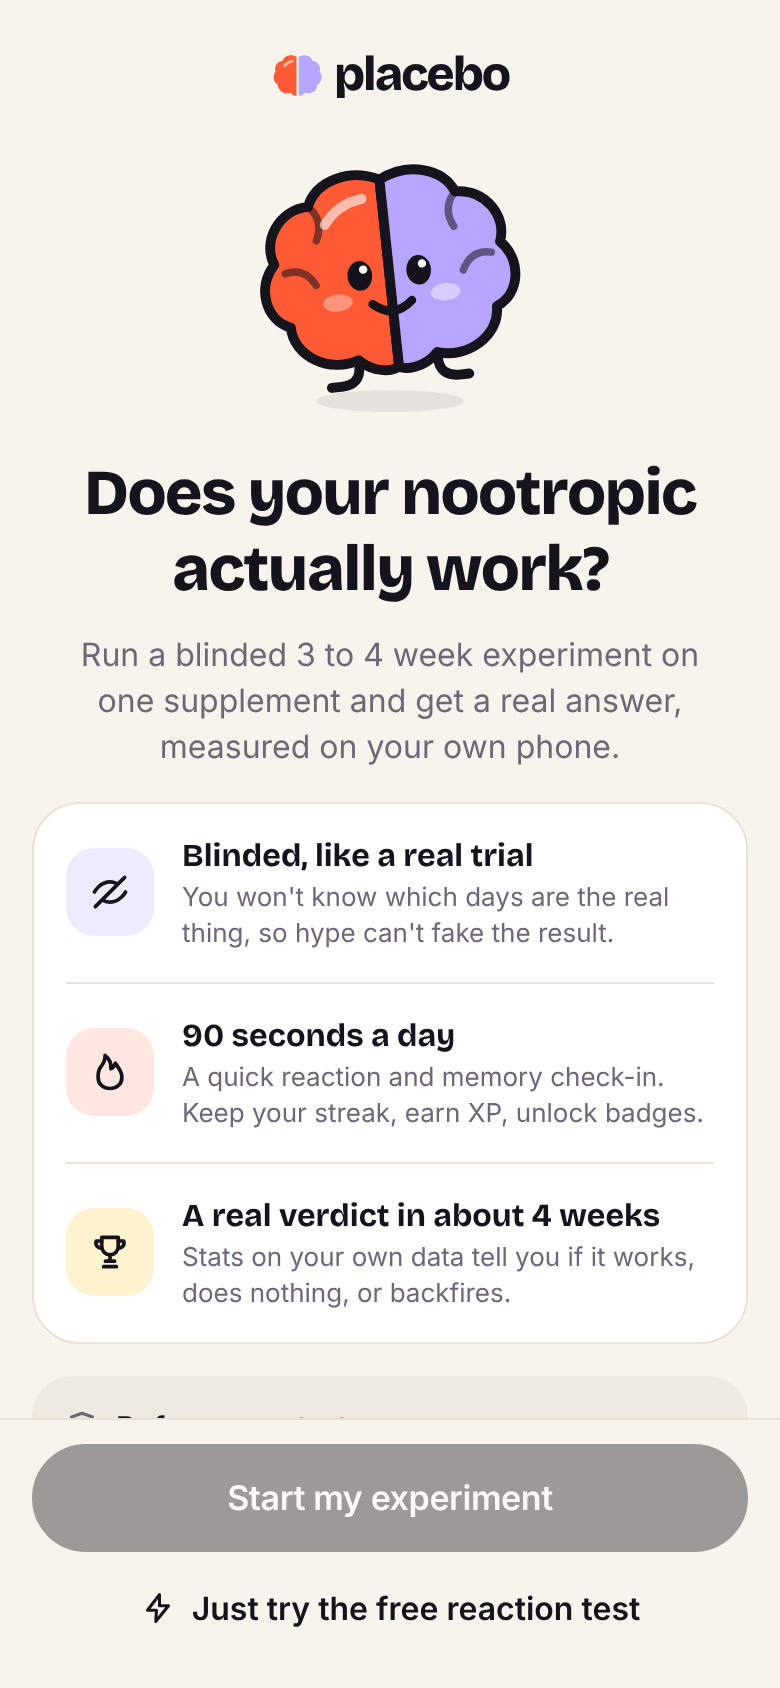 placebo
Does your nootropic
actually work?
Run a blinded 3 to 4 week experiment on
one supplement and get a real answer,
measured on your own phone.
Blinded, like a real trial
You won't know which days are the real
thing, so hype can't fake the result.
90 seconds a day
A quick reaction and memory check-in.
Keep your streak, earn XP, unlock badges.
A real verdict in about 4 weeks
Stats on your own data tell you if it works,
does nothing, or backfires.
Start my experiment
Just try the free reaction test